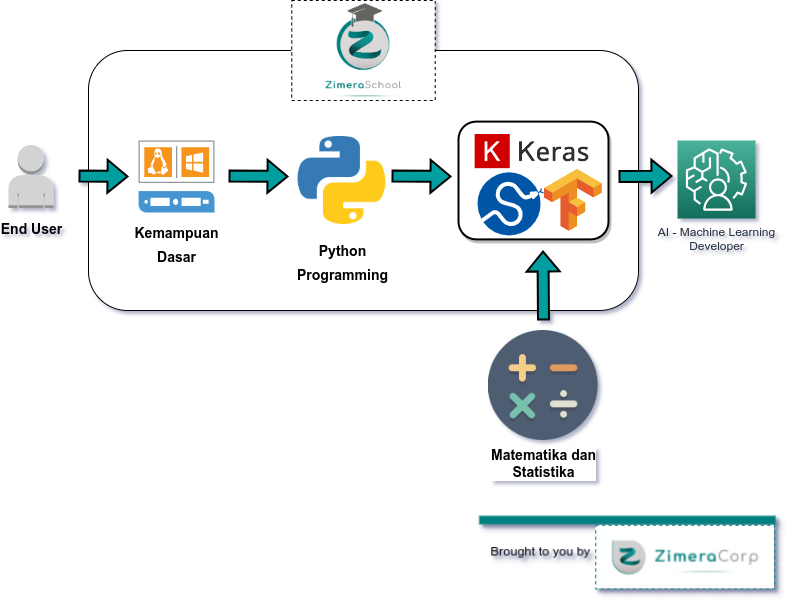 ZimeraSchool
Keras
End User
Kemampuan
Dasar
Python
Programming
AI - Machine Learning
Developer
Matematika dan
Statistika
Brought to you by
ZimeraCorp